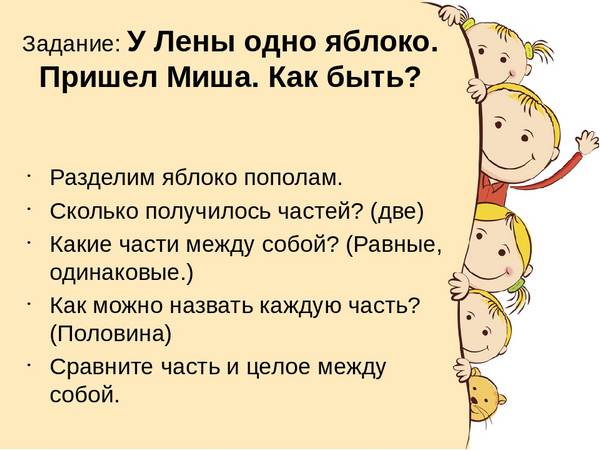 Задание: У Лены одно яблоко.
Пришел Миша. Как быть?
· Разделим яблоко пополам.
· Сколько получилось частей? (две)
· Какие части между собой? (Равные,
одинаковые.)
· Как можно назвать каждую часть?
(Половина)
· Сравните часть и целое между
собой.